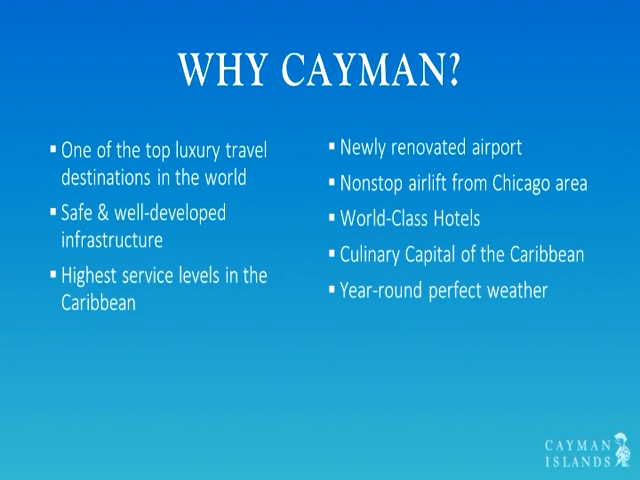 WHY CAYMAN?
▪ One of the top luxury travel
destinations in the world
▪ Safe & well-developed
infrastructure
▪ Highest service levels in the
Caribbean
▪ Newly renovated airport
▪ Nonstop airlift from Chicago area
▪ World-Class Hotels
▪ Culinary Capital of the Caribbean
▪ Year-round perfect weather
CAYMAN
ISLANDS